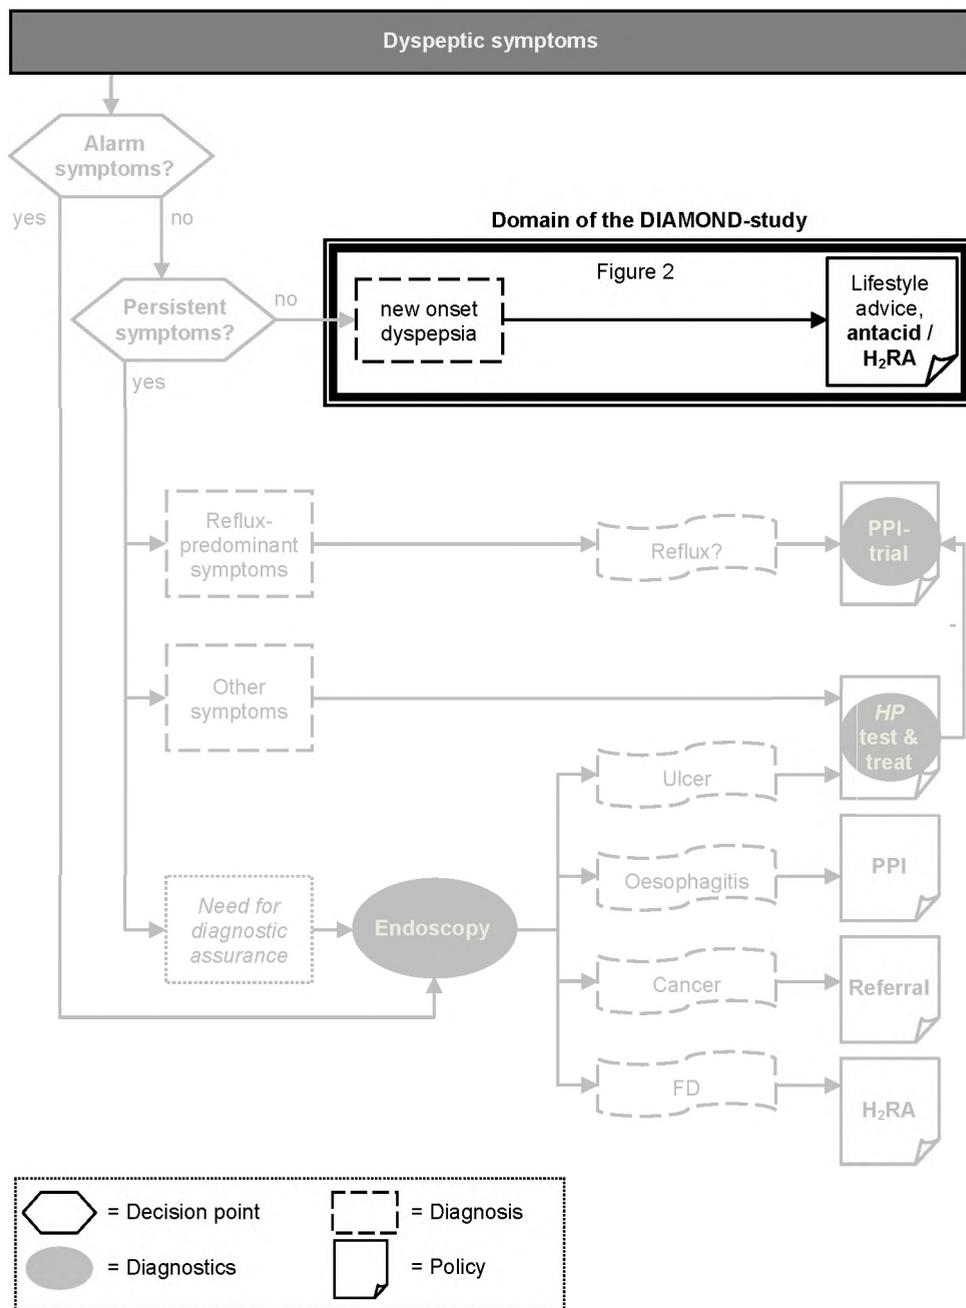 Dyspeptic symptoms
Alarm
symptoms?
yes
no
Domain of the DIAMOND-study
Persistent
symptoms?
no
yes
new onset
dyspepsia
Figure 2
Lifestyle
advice,
antacid /
H₂RA
Reflux-
predominant
symptoms
Reflux?
PPI-
trial
-
Other
symptoms
HP
test &
treat
Ulcer
Oesophagitis
PPI
Need for
diagnostic
assurance
Endoscopy
Cancer
Referral
FD
H₂RA
= Decision point
= Diagnosis
= Diagnostics
= Policy